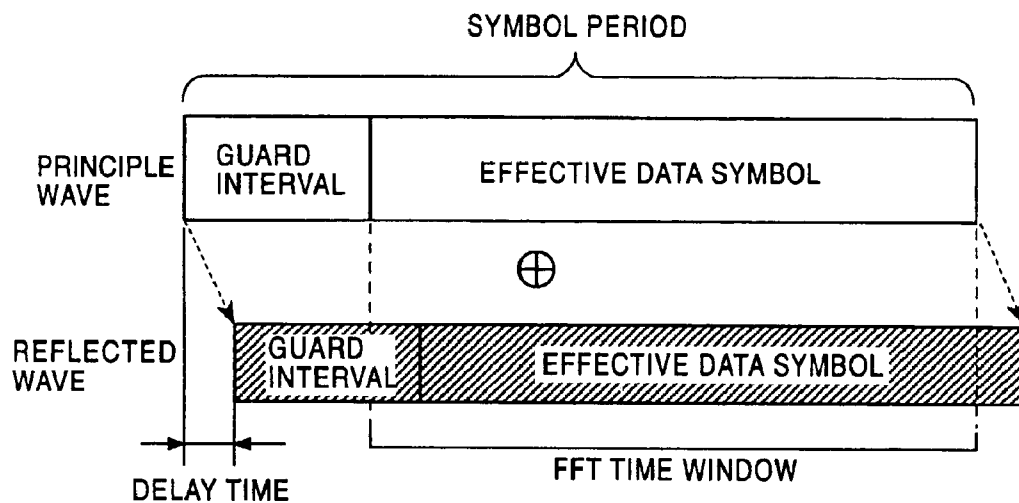 SYMBOL PERIOD
PRINCIPLE
WAVE
GUARD
INTERVAL
EFFECTIVE DATA SYMBOL
REFLECTED
WAVE
GUARD
INTERVAL
EFFECTIVE DATA SYMBOL
DELAY TIME
FFT TIME WINDOW